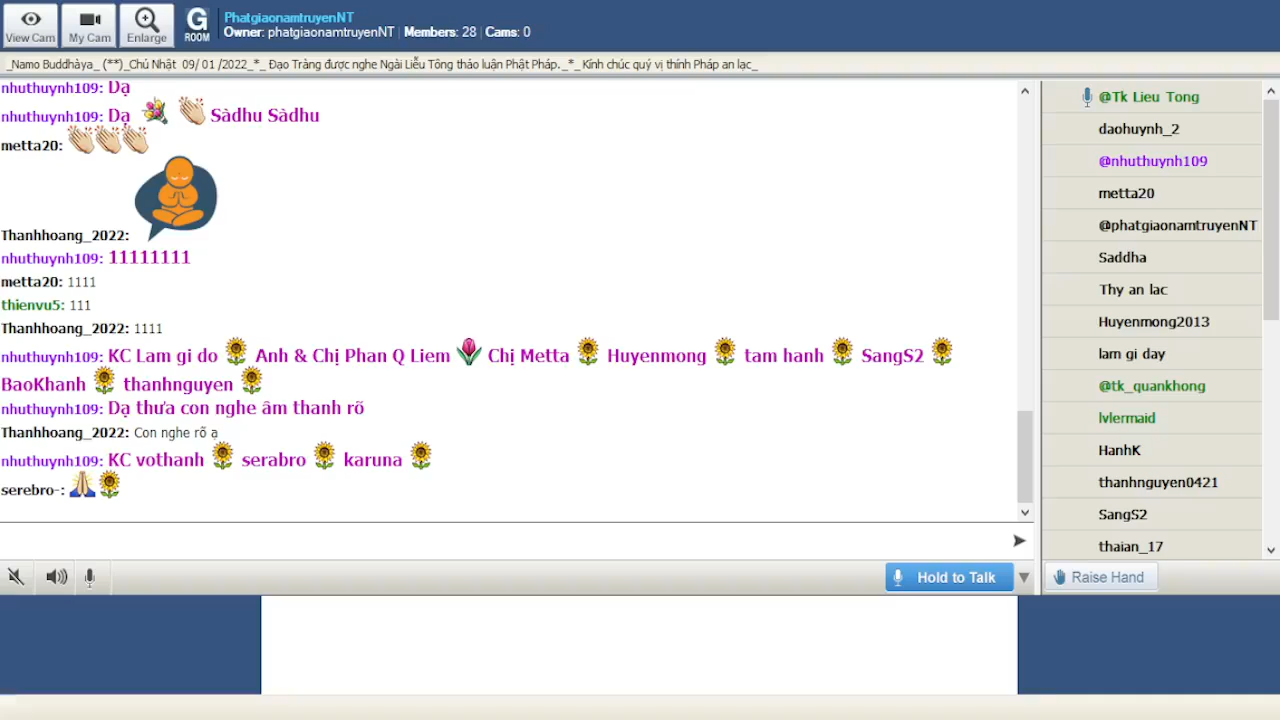 PhatgiaonamtruyenNT
Owner: phatgiaonamtruyenNT | Members: 28 | Cams: 0
View Cam
My Cam
Enlarge
G
ROOM
_Namo Buddhàya_ (**)_Chủ Nhật 09/ 01 /2022_*_ Đạo Tràng được nghe Ngài Liễu Tông thảo luận Phật Pháp._*_ Kính chúc quý vị thính Pháp an lạc_
nhuthuynh109: Dạ
nhuthuynh109: Dạ Sàdhu Sàdhu
metta20:
Thanhhoang_2022:
nhuthuynh109: 11111111
metta20: 1111
thienvu5: 111
Thanhhoang_2022: 1111
nhuthuynh109: KC Lam gi do Anh & Chị Phan Q Liem Chị Metta Huyenmong tam hanh SangS2
BaoKhanh thanhnguyen
nhuthuynh109: Dạ thưa con nghe âm thanh rõ
Thanhhoang_2022: Con nghe rõ ạ
nhuthuynh109: KC vothanh serabro karuna
serebro-:
@Tk Lieu Tong
daohuynh_2
@nhuthuynh109
metta20
@phatgiaonamtruyenNT
Saddha
Thy an lac
Huyenmong2013
lam gi day
@tk_quankhong
lvlermaid
HanhK
thanhnguyen0421
SangS2
thaian_17
Hold to Talk
Raise Hand